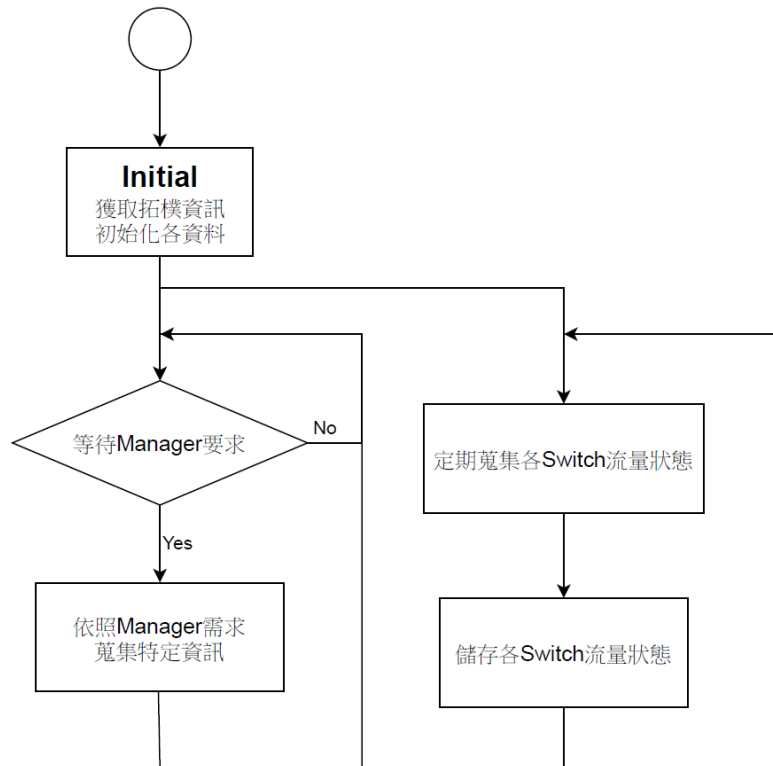 Initial
獲取拓樸資訊
初始化各資料
等待Manager要求
No
定期蒐集各Switch流量狀態
Yes
依照Manager需求
蒐集特定資訊
儲存各Switch流量狀態